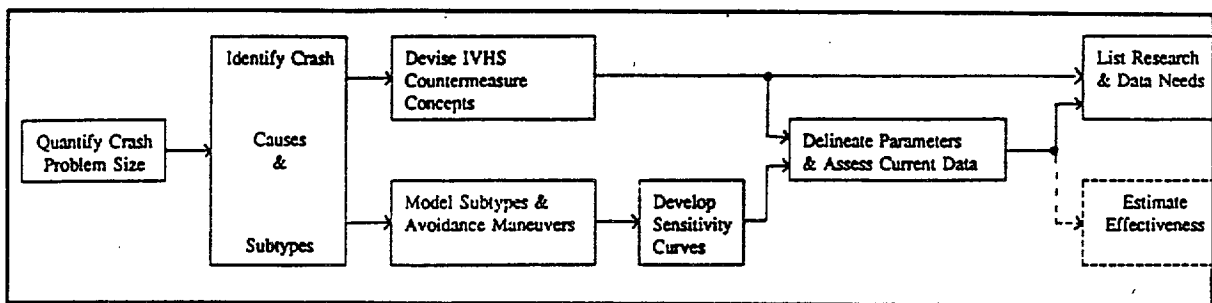 Quantify Crash
Problem Size
Identify Crash
Causes
&
Subtypes
Devise IVHS
Countermeasure
Concepts
Model Subtypes &
Avoidance Maneuvers
Develop
Sensitivity
Curves
Delineate Parameters
& Assess Current Data
List Research
& Data Needs
Estimate
Effectiveness